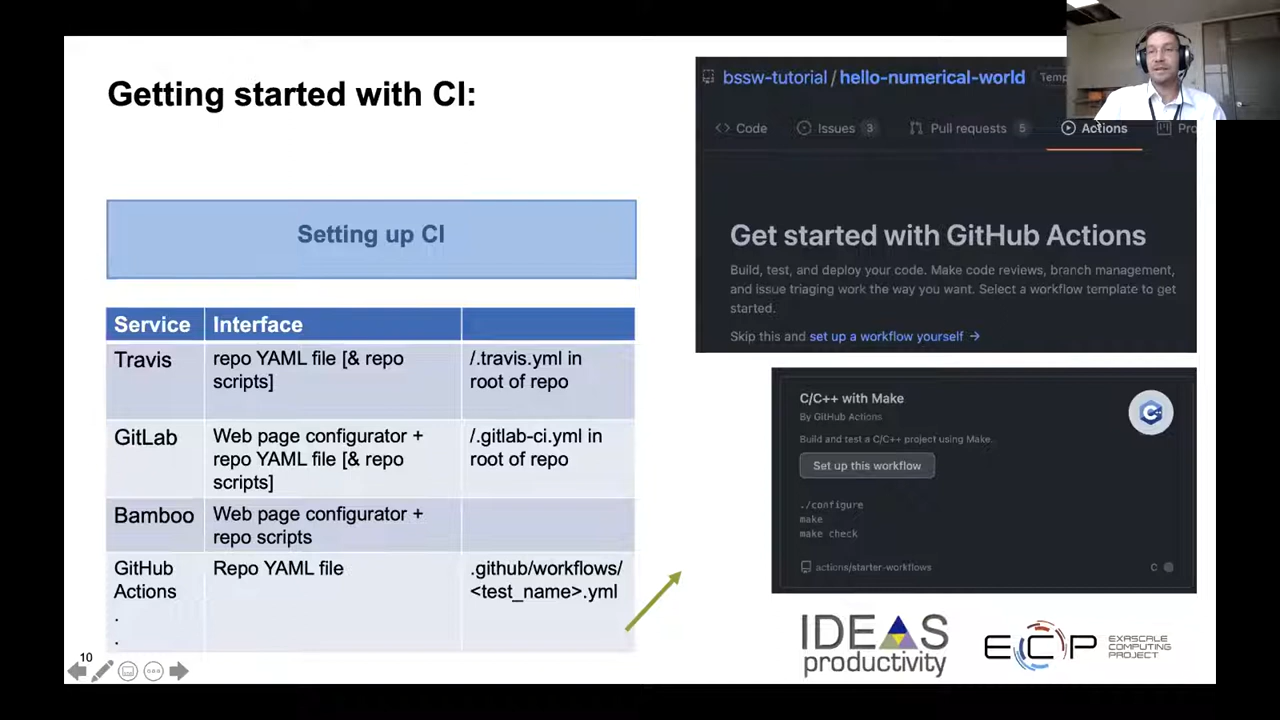 Getting started with CI:
Setting up CI
Service Interface
Travis repo YAML file [& repo scripts] /.travis.yml in root of repo
GitLab Web page configurator + repo YAML file [& repo scripts] /.gitlab-ci.yml in root of repo
Bamboo Web page configurator + repo scripts
GitHub Actions Repo YAML file .github/workflows/<test_name>.yml
.
.
10
bssw-tutorial / hello-numerical-world Temp
Code Issues 3 Pull requests 5 Actions Pro
Get started with GitHub Actions
Build, test, and deploy your code. Make code reviews, branch management,
and issue triaging work the way you want. Select a workflow template to get
started.
Skip this and set up a workflow yourself →
C/C++ with Make
By GitHub Actions
Build and test a C/C++ project using Make.
Set up this workflow
./configure
make
make check
actions/starter-workflows C
C++
IDEAS
productivity
ECP EXASCALE
COMPUTING
PROJECT